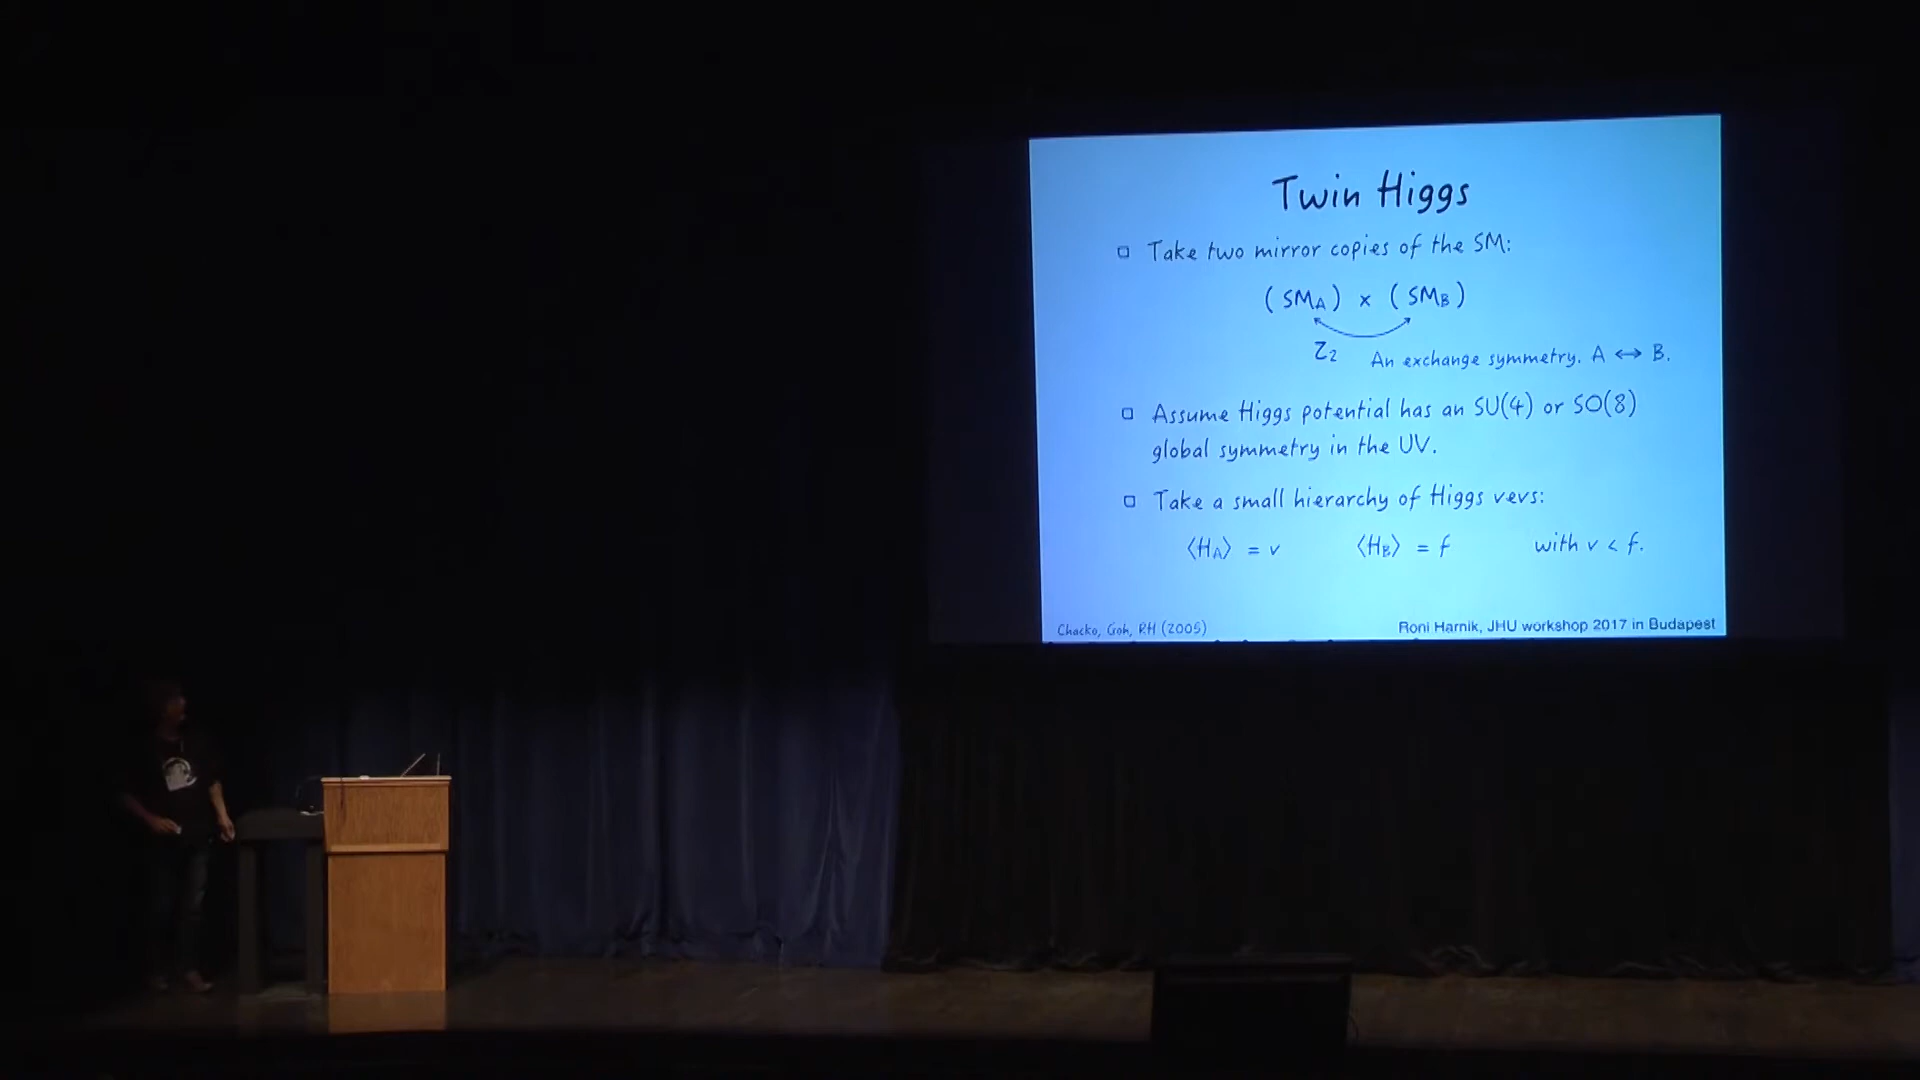 Twin Higgs
Take two mirror copies of the SM:
(SMA) × (SMB)
Z2 An exchange symmetry. A ↔ B.
Assume Higgs potential has an SU(4) or SO(8)
global symmetry in the UV.
Take a small hierarchy of Higgs vevs:
⟨HA⟩ = v ⟨HB⟩ = f with v < f.
Chacko, Goh, RH (2005)
Roni Harnik, JHU workshop 2017 in Budapest